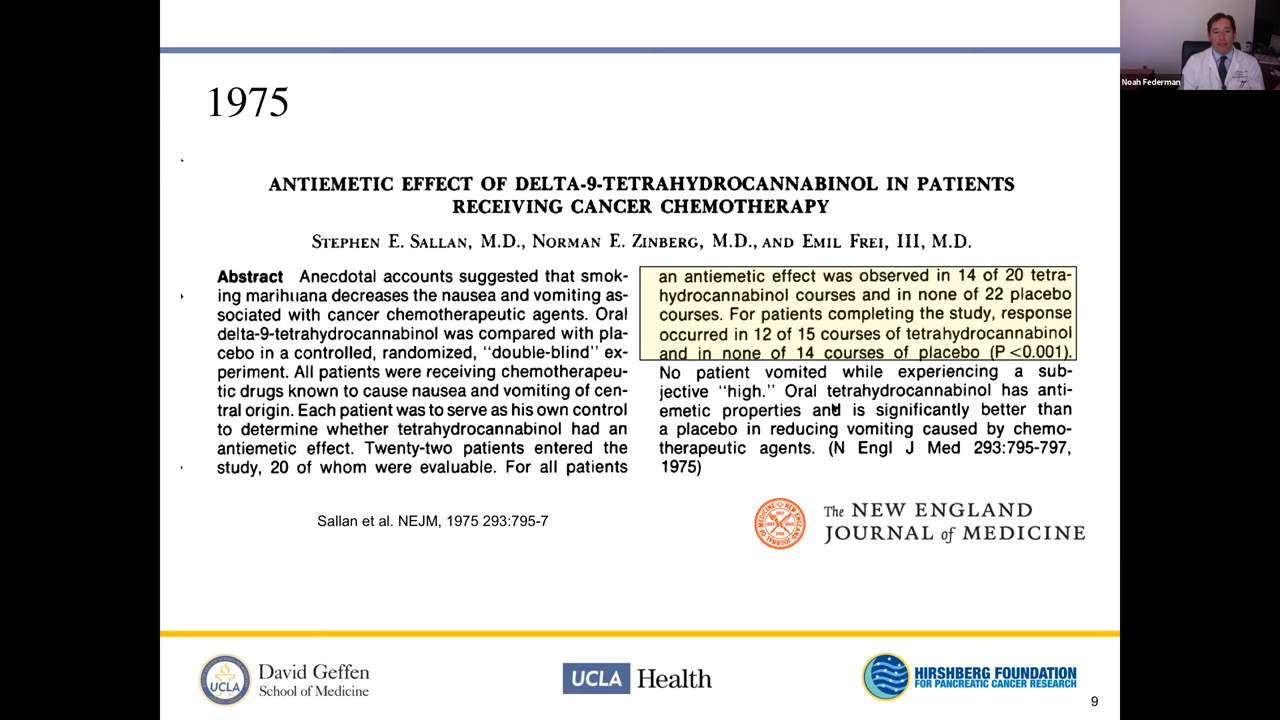 1975
ANTIEMETIC EFFECT OF DELTA-9-TETRAHYDROCANNABINOL IN PATIENTS
RECEIVING CANCER CHEMOTHERAPY
STEPHEN E. SALLAN, M.D., NORMAN E. ZINBERG, M.D., AND EMIL FREI, III, M.D.
Abstract Anecdotal accounts suggested that smok-
ing marihuana decreases the nausea and vomiting as-
sociated with cancer chemotherapeutic agents. Oral
delta-9-tetrahydrocannabinol was compared with pla-
cebo in a controlled, randomized, "double-blind" ex-
periment. All patients were receiving chemotherapeu-
tic drugs known to cause nausea and vomiting of cen-
tral origin. Each patient was to serve as his own control
to determine whether tetrahydrocannabinol had an
antiemetic effect. Twenty-two patients entered the
study, 20 of whom were evaluable. For all patients
an antiemetic effect was observed in 14 of 20 tetra-
hydrocannabinol courses and in none of 22 placebo
courses. For patients completing the study, response
occurred in 12 of 15 courses of tetrahydrocannabinol
and in none of 14 courses of placebo (P <0.001).
No patient vomited while experiencing a sub-
jective "high." Oral tetrahydrocannabinol has anti-
emetic properties and is significantly better than
a placebo in reducing vomiting caused by chemo-
therapeutic agents. (N Engl J Med 293:795-797,
1975)
Sallan et al. NEJM, 1975 293:795-7
The NEW ENGLAND
JOURNAL of MEDICINE
UCLA
David Geffen
School of Medicine
UCLA Health
HIRSHBERG FOUNDATION
FOR PANCREATIC CANCER RESEARCH
9
Noah Federman